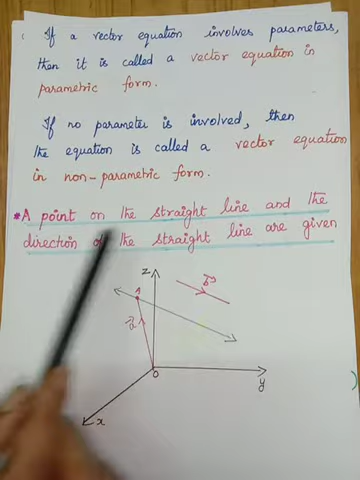 If a vector equation involves parameters,
then it is called a vector equation in
parametric form.
If no parameter is involved, then
the equation is called a vector equation
in non-parametric form.
*A point on the straight line and the
direction of the straight line are given
z
b
A
a
O
y
x